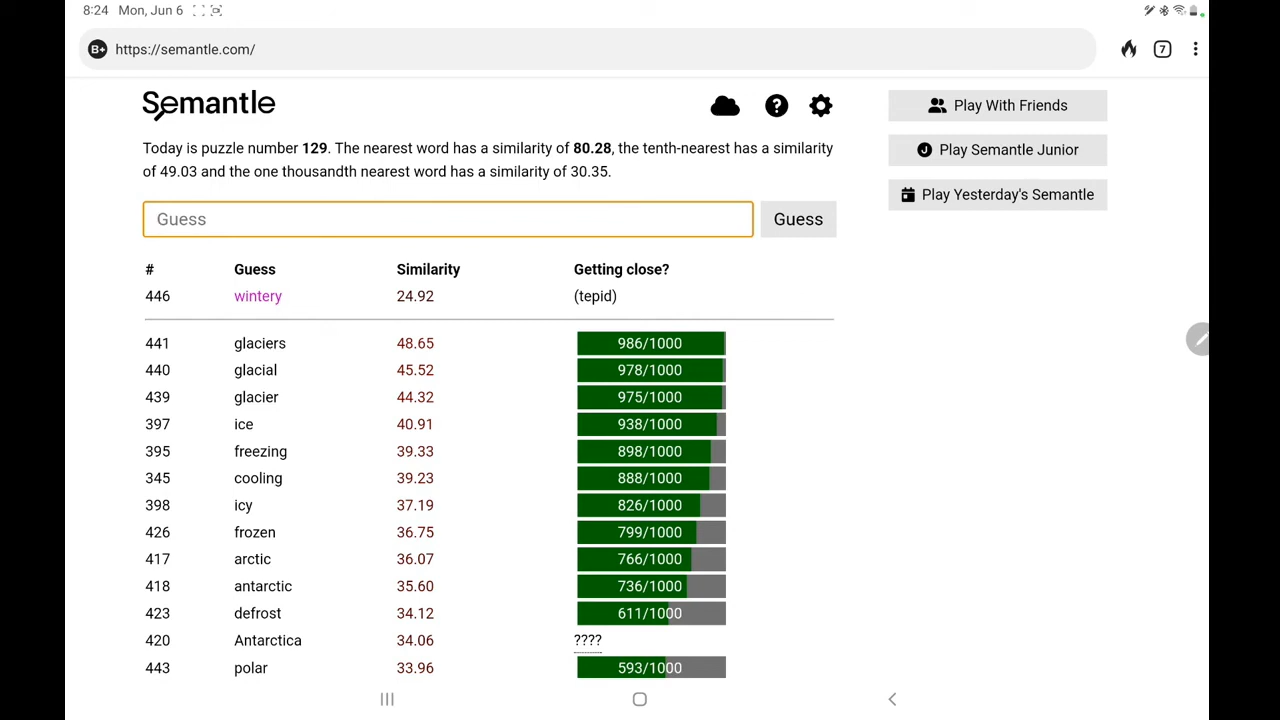 8:24 Mon, Jun 6
B+ https://semantle.com/ 7
Semantle
Today is puzzle number 129. The nearest word has a similarity of 80.28, the tenth-nearest has a similarity
of 49.03 and the one thousandth nearest word has a similarity of 30.35.
Play With Friends
J Play Semantle Junior
Play Yesterday's Semantle
Guess Guess
# Guess Similarity Getting close?
446 wintery 24.92 (tepid)
441 glaciers 48.65 986/1000
440 glacial 45.52 978/1000
439 glacier 44.32 975/1000
397 ice 40.91 938/1000
395 freezing 39.33 898/1000
345 cooling 39.23 888/1000
398 icy 37.19 826/1000
426 frozen 36.75 799/1000
417 arctic 36.07 766/1000
418 antarctic 35.60 736/1000
423 defrost 34.12 611/1000
420 Antarctica 34.06 ????
443 polar 33.96 593/1000